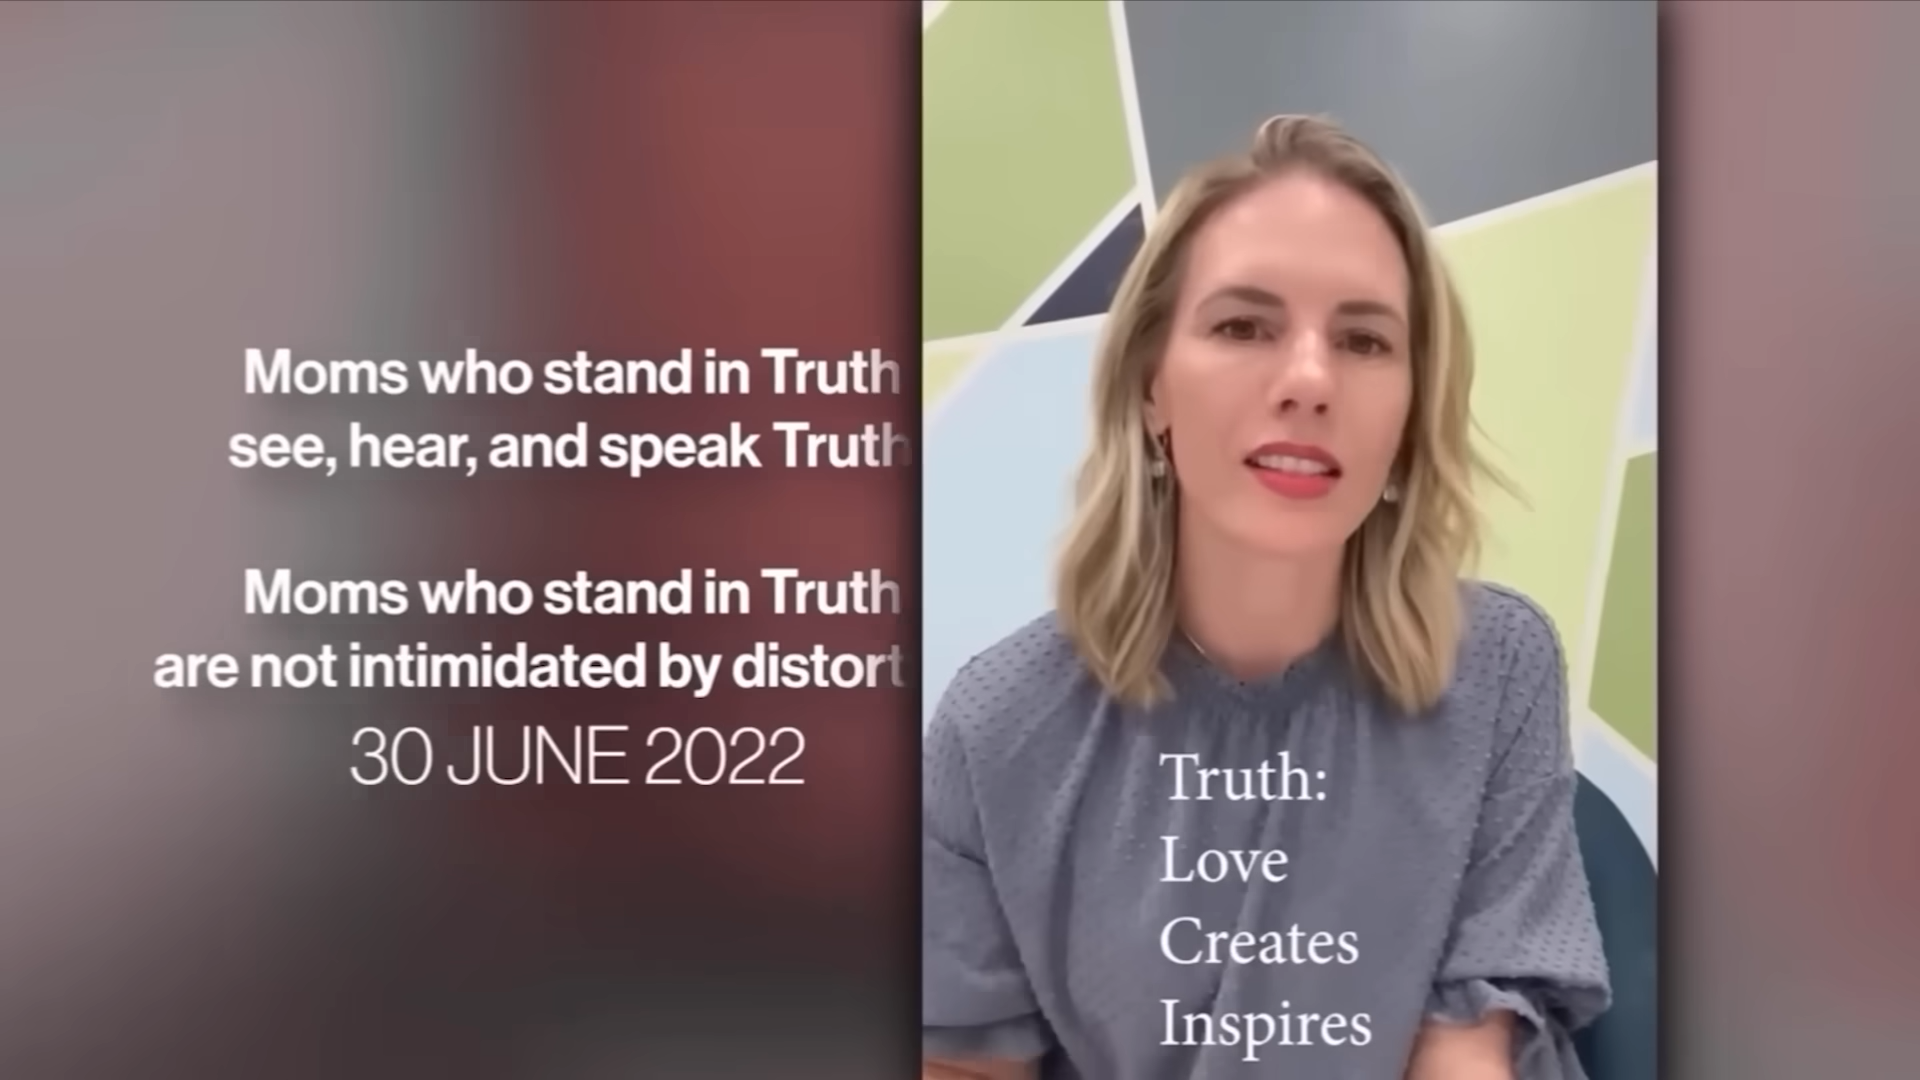 Moms who stand in Truth
see, hear, and speak Truth
Moms who stand in Truth
are not intimidated by distort
30 JUNE 2022
Truth:
Love
Creates
Inspires